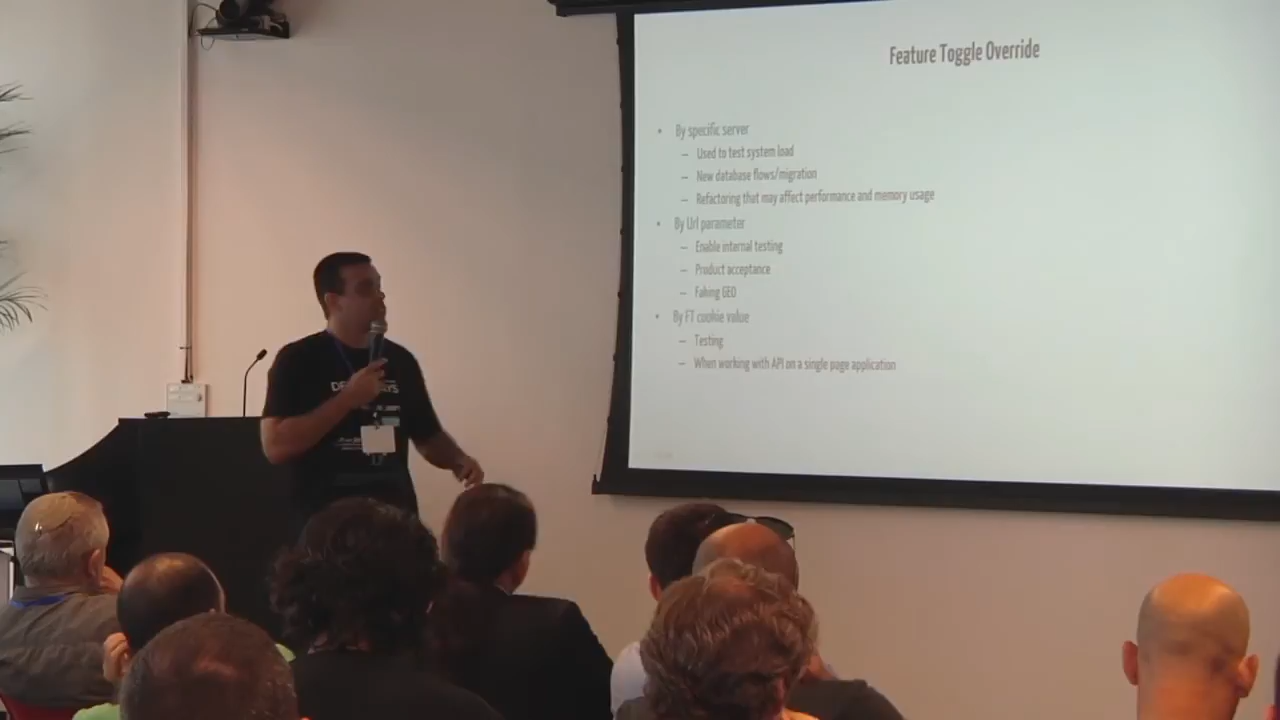 Feature Toggle Override
• By specific server
– Used to test system load
– New database flows/migration
– Refactoring that may affect performance and memory usage
• By Url parameter
– Enable internal testing
– Product acceptance
– Faking GEO
• By FT cookie value
– Testing
– When working with API on a single page application